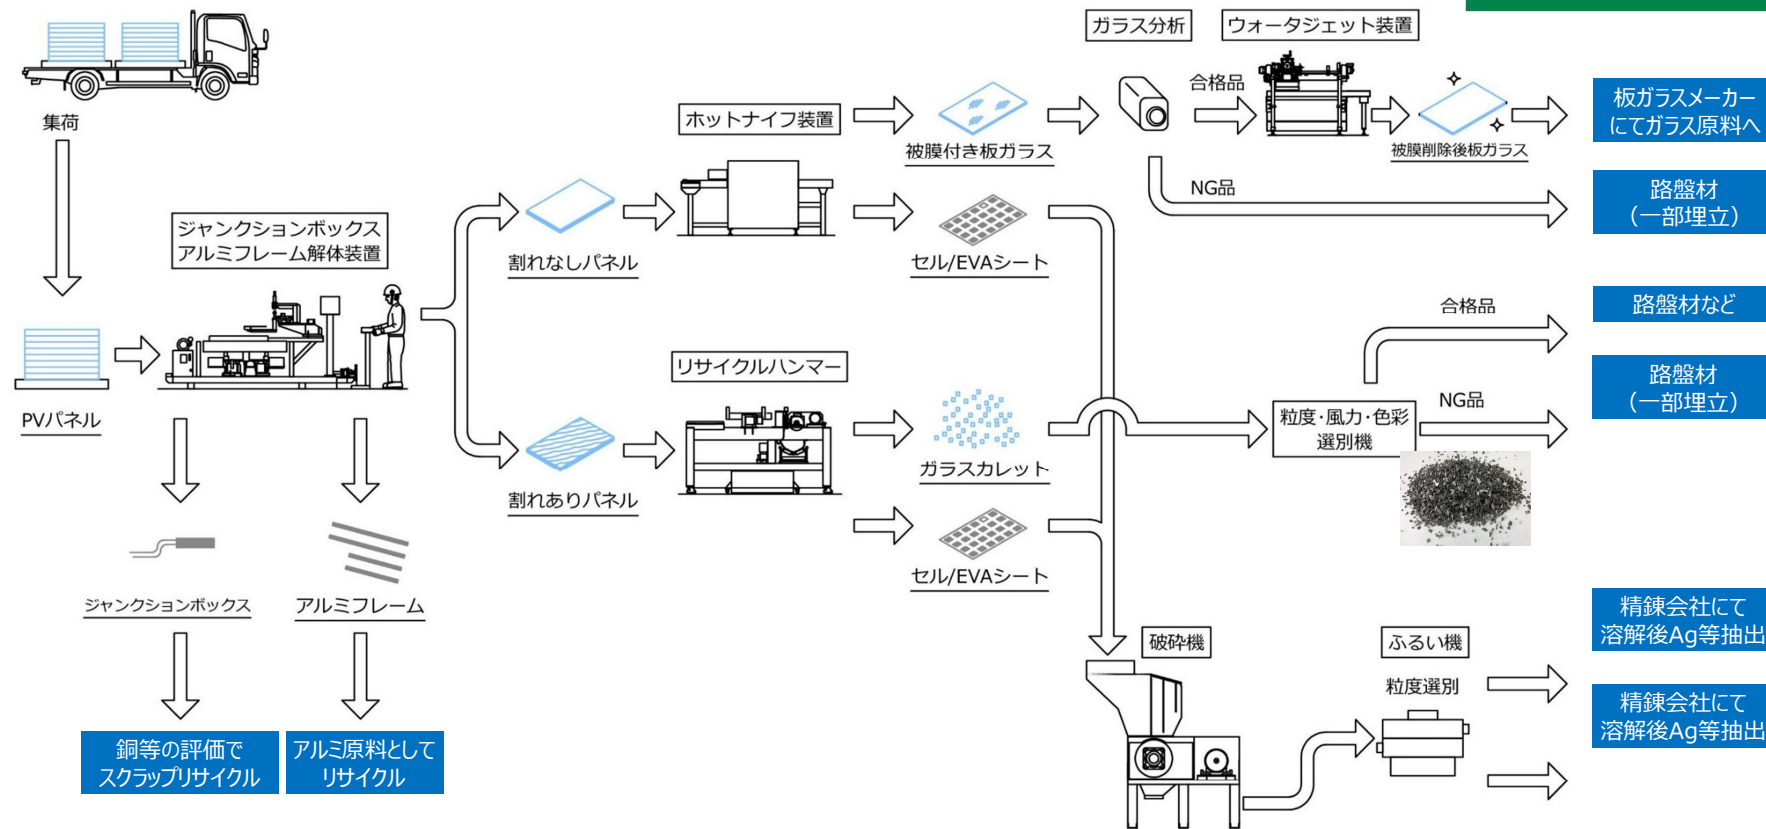 集荷
PVパネル
ジャンクションボックス
アルミフレーム解体装置
ジャンクションボックス
アルミフレーム
銅等の評価で
スクラップリサイクル
アルミ原料として
リサイクル
割れなしパネル
割れありパネル
ホットナイフ装置
リサイクルハンマー
被膜付き板ガラス
セル/EVAシート
ガラスカレット
セル/EVAシート
ガラス分析
合格品
NG品
ウォータジェット装置
被膜削除後板ガラス
板ガラスメーカー
にてガラス原料へ
路盤材
（一部埋立）
粒度・風力・色彩
選別機
合格品
NG品
路盤材など
路盤材
（一部埋立）
破砕機
ふるい機
粒度選別
精錬会社にて
溶解後Ag等抽出
精錬会社にて
溶解後Ag等抽出